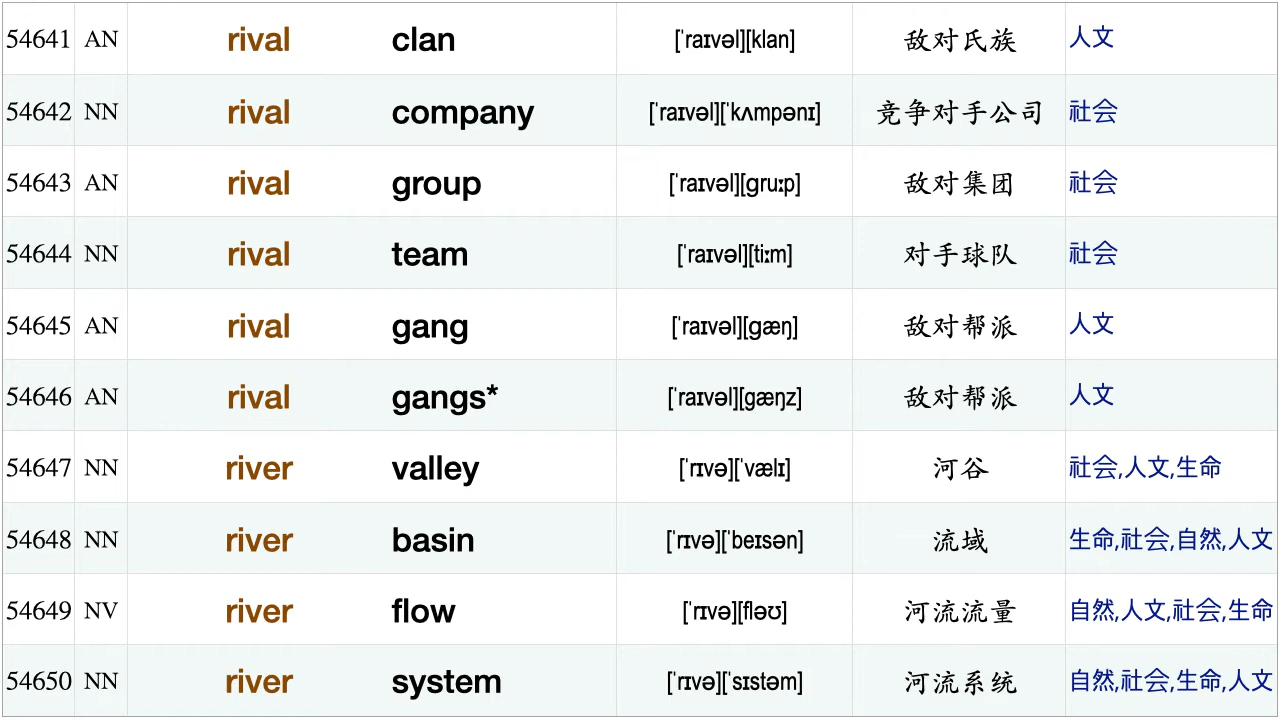 54641 AN rival clan [ˈraɪvəl][klan] 敌对氏族 人文
54642 NN rival company [ˈraɪvəl][ˈkʌmpənɪ] 竞争对手公司 社会
54643 AN rival group [ˈraɪvəl][ɡruːp] 敌对集团 社会
54644 NN rival team [ˈraɪvəl][tiːm] 对手球队 社会
54645 AN rival gang [ˈraɪvəl][ɡæŋ] 敌对帮派 人文
54646 AN rival gangs* [ˈraɪvəl][ɡæŋz] 敌对帮派 人文
54647 NN river valley [ˈrɪvə][ˈvælɪ] 河谷 社会,人文,生命
54648 NN river basin [ˈrɪvə][ˈbeɪsən] 流域 生命,社会,自然,人文
54649 NV river flow [ˈrɪvə][fləʊ] 河流流量 自然,人文,社会,生命
54650 NN river system [ˈrɪvə][ˈsɪstəm] 河流系统 自然,社会,生命,人文